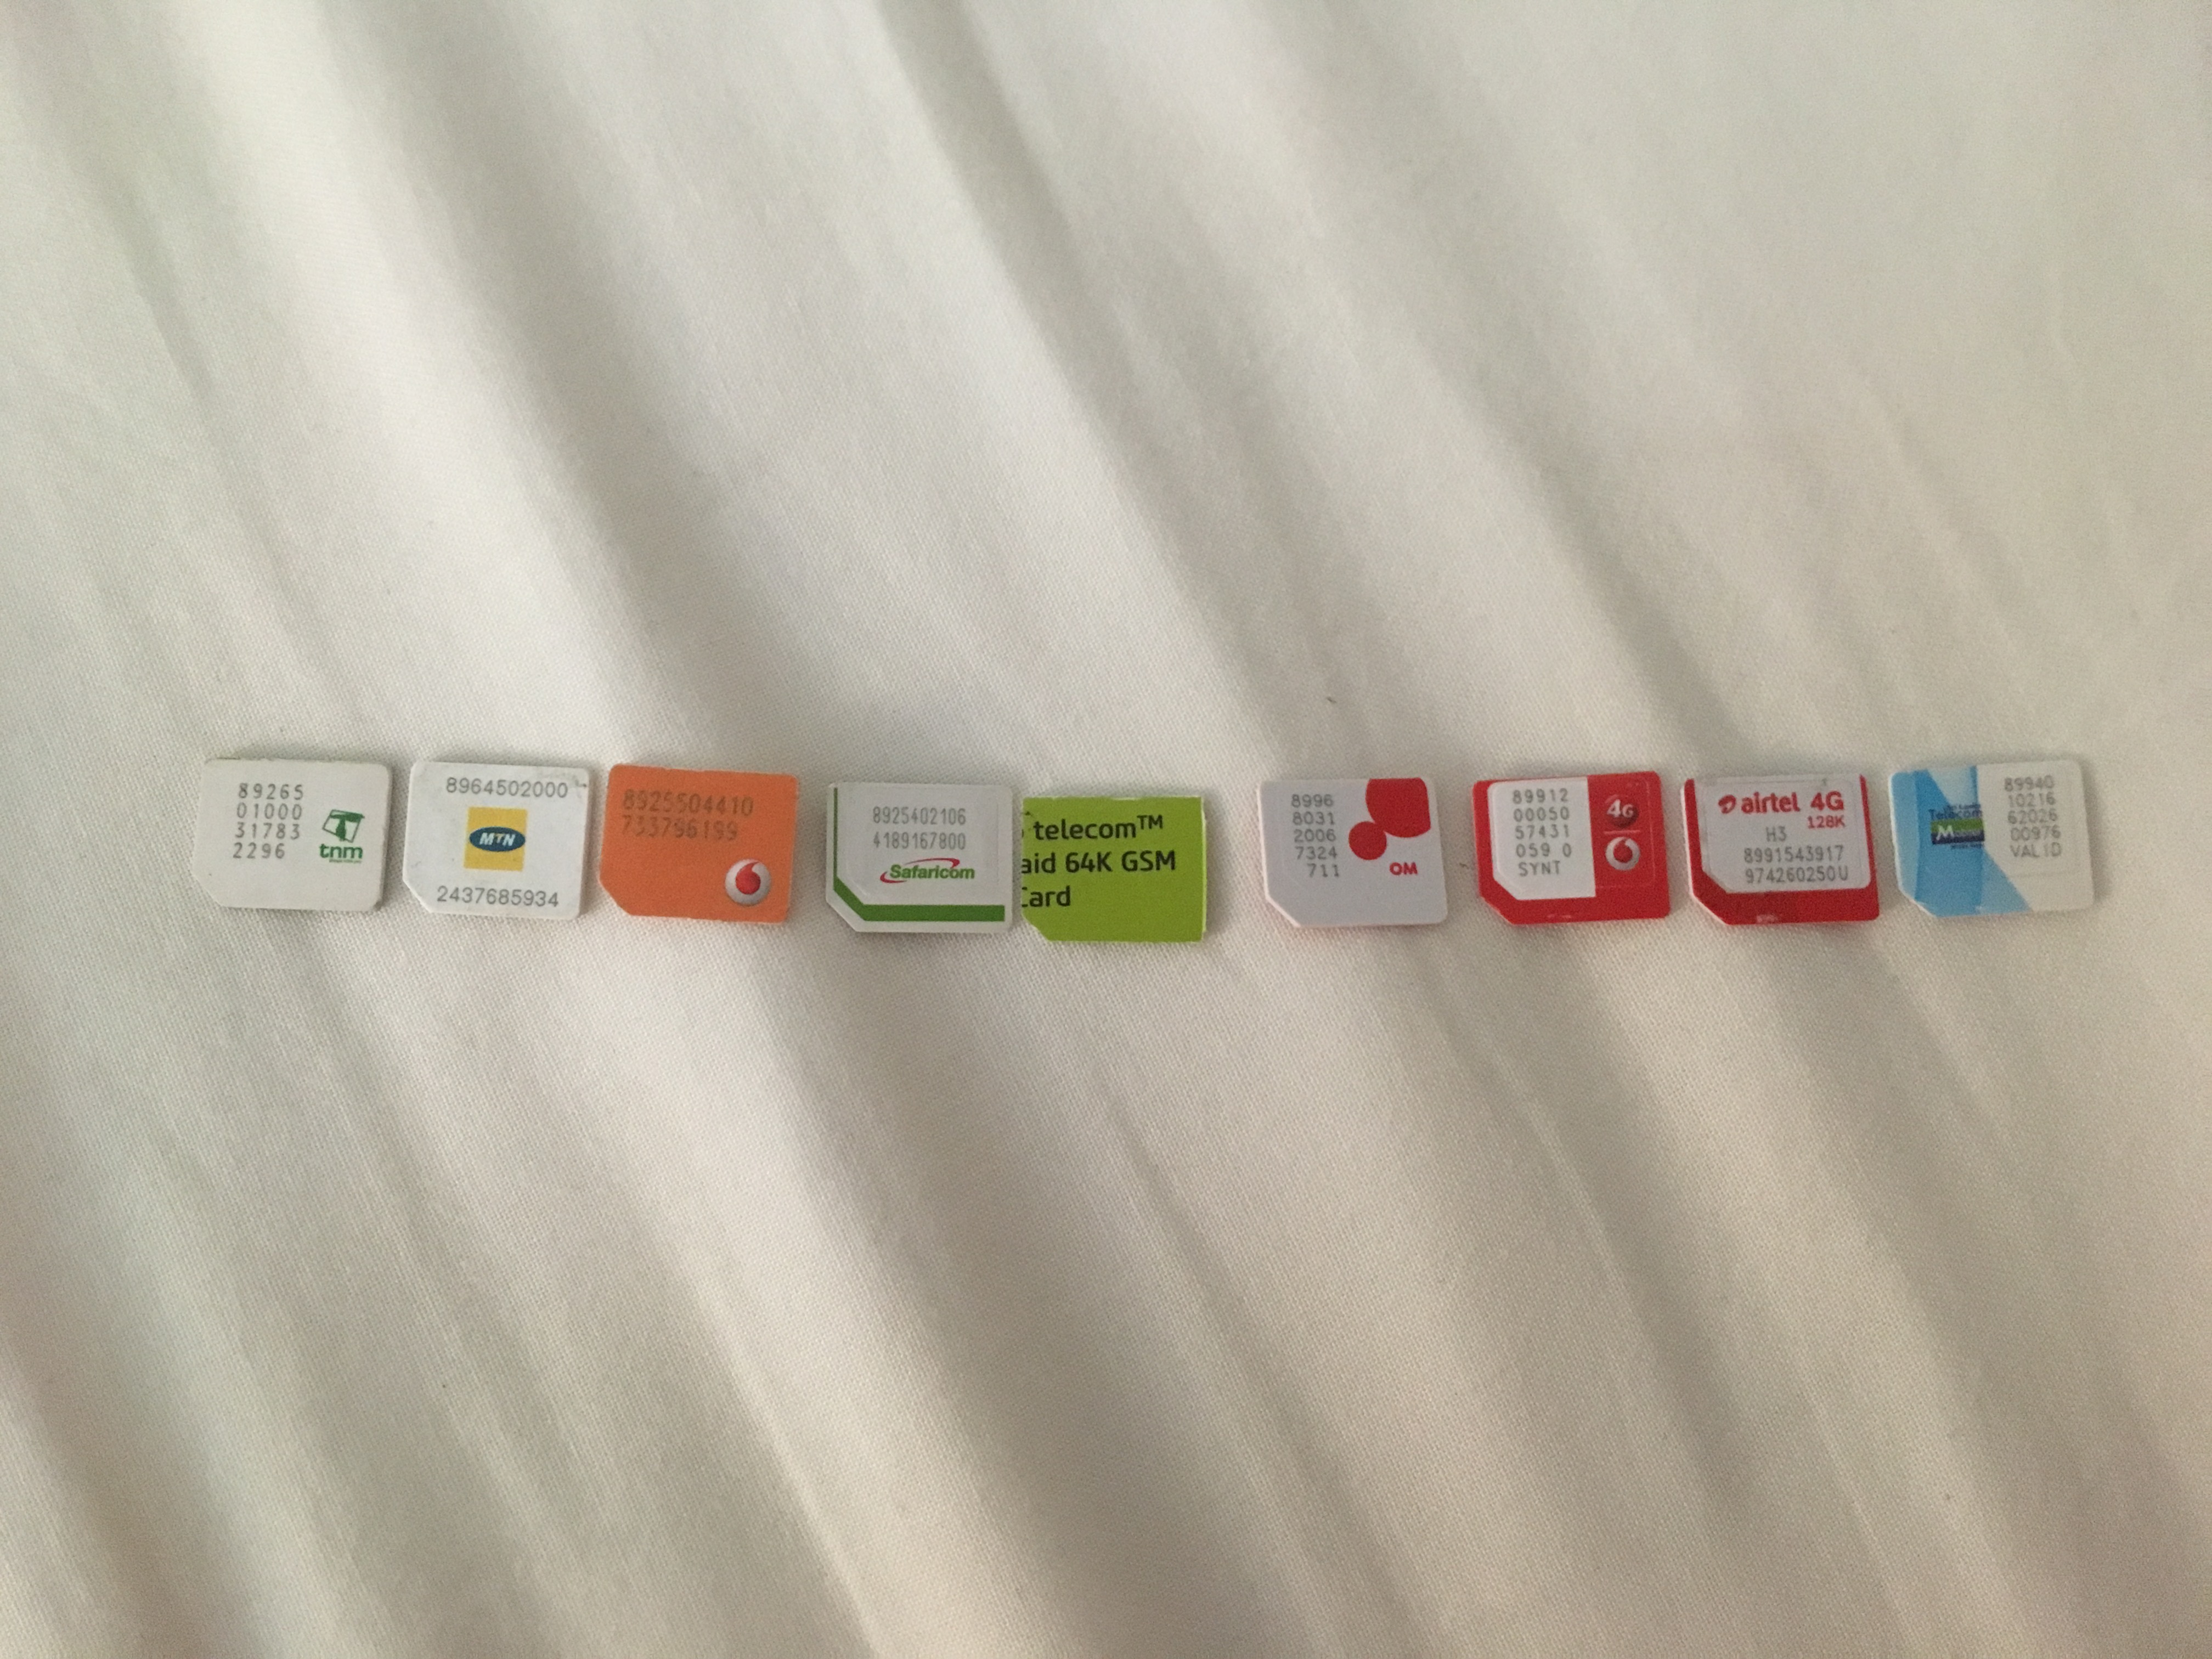 89265
01000
31783
2296
tnm
8964502000
MTN
2437685934
8925504410
733796199
8925402106
4189167800
Safaricom
telecom™
aid 64K GSM
Card
8996
8031
2006
7324
711
OM
89912
00050
57431
059 0
SYNT
4G
airtel 4G
128K
H3
8991543917
974260250U
Telecom
89940
10216
62026
00976
VALID